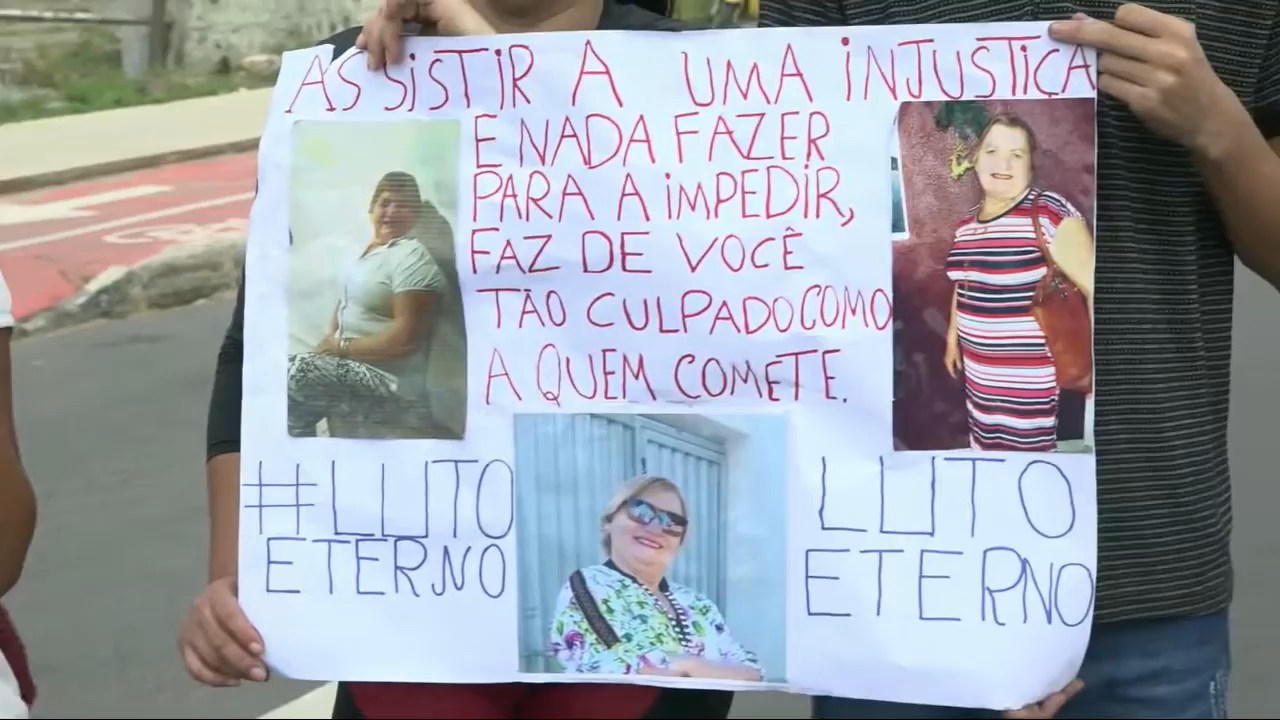 ASSISTIR A UMA INJUSTIÇA
E NADA FAZER
PARA A IMPEDIR,
FAZ DE VOCÊ
TÃO CULPADO COMO
A QUEM COMETE.
#LUTO
ETERNO
LUTO
ETERNO